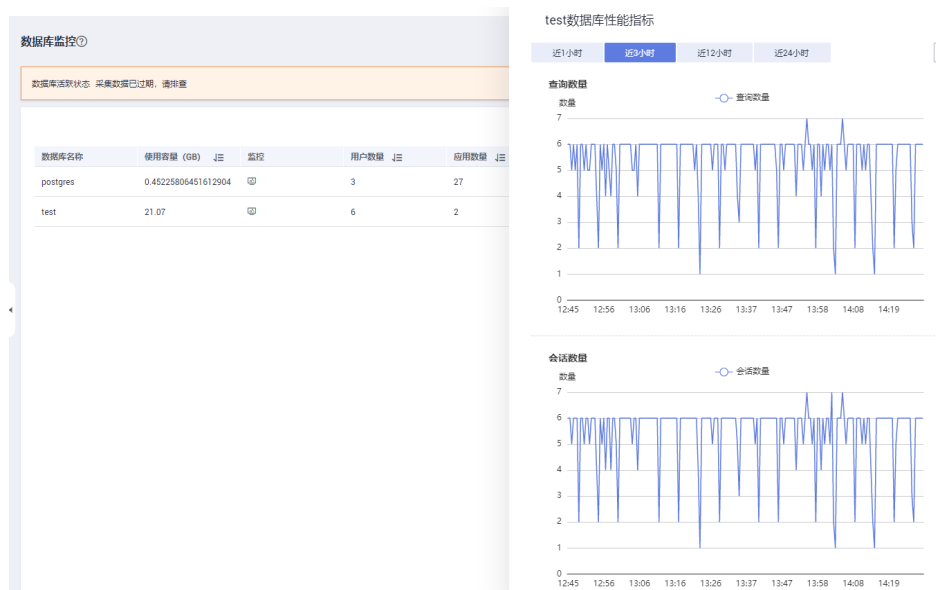 数据库监控?
数据库活跃状态 采集数据已过期，请排查
数据库名称 使用容量（GB） 监控 用户数量 应用数量
postgres 0.45225806451612904 3 27
test 21.07 6 2
test数据库性能指标
近1小时 近3小时 近12小时 近24小时
查询数量
数量 查询数量
7
6
5
4
3
2
1
0
12:45 12:56 13:06 13:16 13:26 13:37 13:47 13:58 14:08 14:19
会话数量
数量 会话数量
7
6
5
4
3
2
1
0
12:45 12:56 13:06 13:16 13:26 13:37 13:47 13:58 14:08 14:19